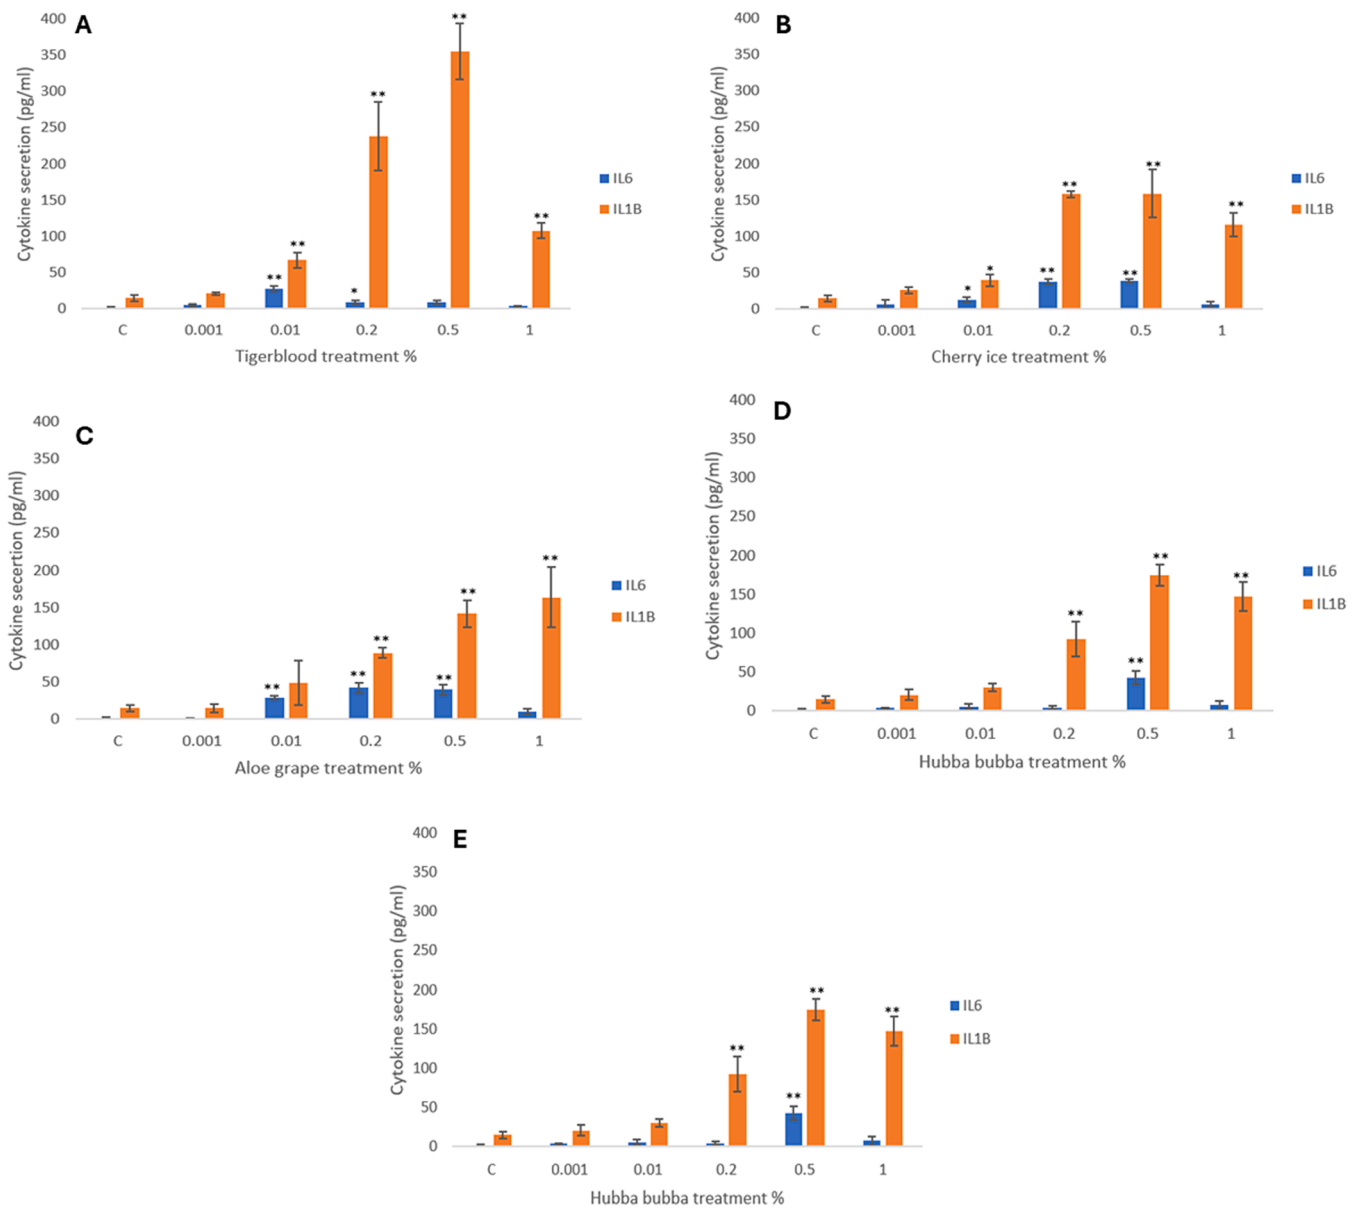 A
400
350
300
250
200
150
100
50
0
Cytokine secretion (pg/ml)
**
**
**
**
**
*
IL6
IL1B
C 0.001 0.01 0.2 0.5 1
Tigerblood treatment %
B
400
350
300
250
200
150
100
50
0
Cytokine secretion (pg/ml)
**
**
**
*
**
**
*
IL6
IL1B
C 0.001 0.01 0.2 0.5 1
Cherry ice treatment %
C
400
350
300
250
200
150
100
50
0
Cytokine secertion (pg/ml)
**
**
**
**
**
**
IL6
IL1B
C 0.001 0.01 0.2 0.5 1
Aloe grape treatment %
D
400
350
300
250
200
150
100
50
0
Cytokine secretion (pg/ml)
**
**
**
**
IL6
IL1B
C 0.001 0.01 0.2 0.5 1
Hubba bubba treatment %
E
400
350
300
250
200
150
100
50
0
Cytokine secretion (pg/ml)
**
**
**
**
IL6
IL1B
C 0.001 0.01 0.2 0.5 1
Hubba bubba treatment %